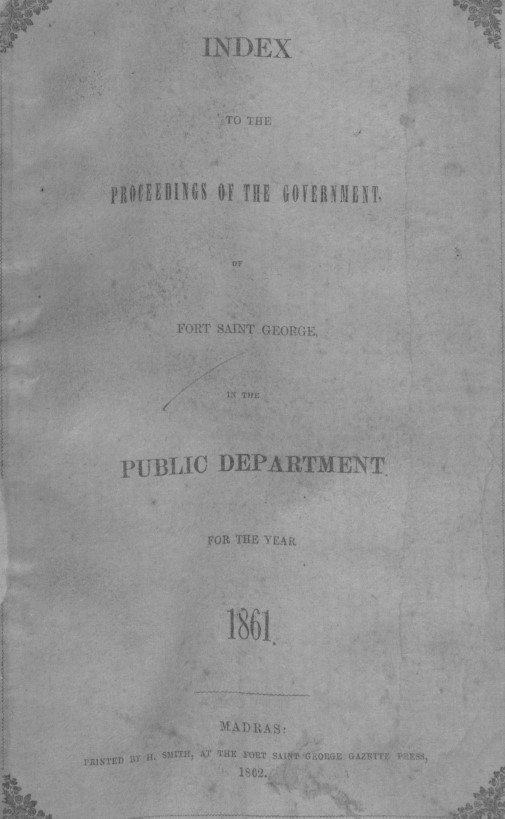 INDEX
TO THE
PROCEEDINGS OF THE GOVERNMENT,
OF
FORT SAINT GEORGE,
IN THE
PUBLIC DEPARTMENT
FOR THE YEAR
1861.
MADRAS:
PRINTED BY H. SMITH, AT THE FORT SAINT GEORGE GAZETTE PRESS,
1862.